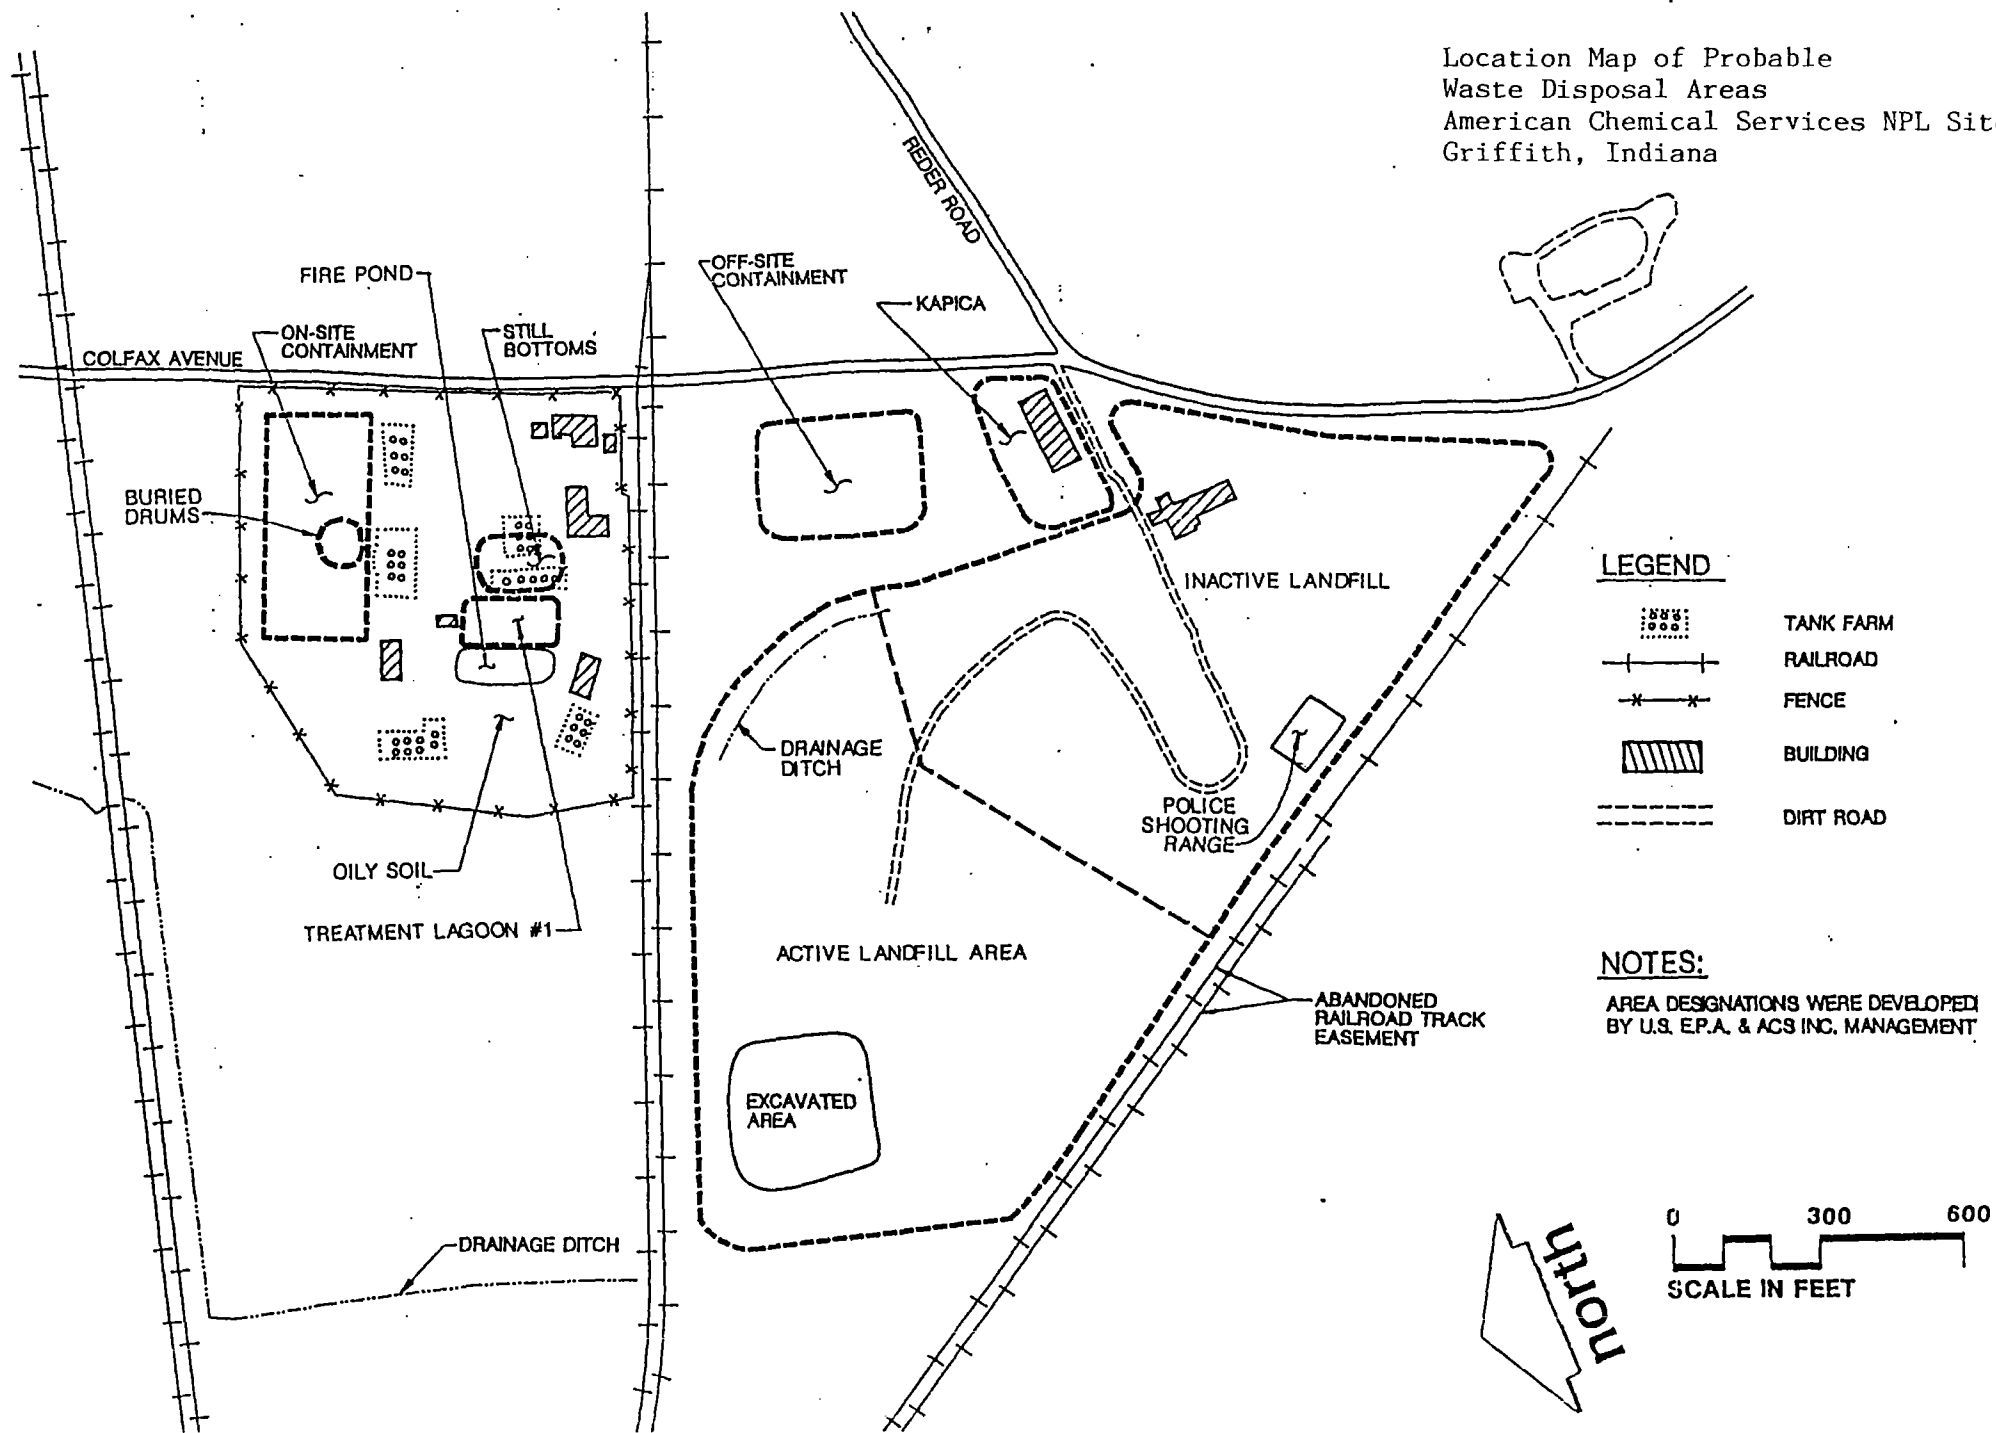 Location Map of Probable
Waste Disposal Areas
American Chemical Services NPL Site
Griffith, Indiana
REDER ROAD
FIRE POND
OFF-SITE
CONTAINMENT
KAPICA
ON-SITE
CONTAINMENT
STILL
BOTTOMS
COLFAX AVENUE
BURIED
DRUMS
INACTIVE LANDFILL
DRAINAGE
DITCH
POLICE
SHOOTING
RANGE
OILY SOIL
TREATMENT LAGOON #1
ACTIVE LANDFILL AREA
ABANDONED
RAILROAD TRACK
EASEMENT
EXCAVATED
AREA
DRAINAGE DITCH
LEGEND
TANK FARM
RAILROAD
FENCE
BUILDING
DIRT ROAD
NOTES:
AREA DESIGNATIONS WERE DEVELOPED
BY U.S. E.P.A. & ACS INC. MANAGEMENT
north
0 300 600
SCALE IN FEET